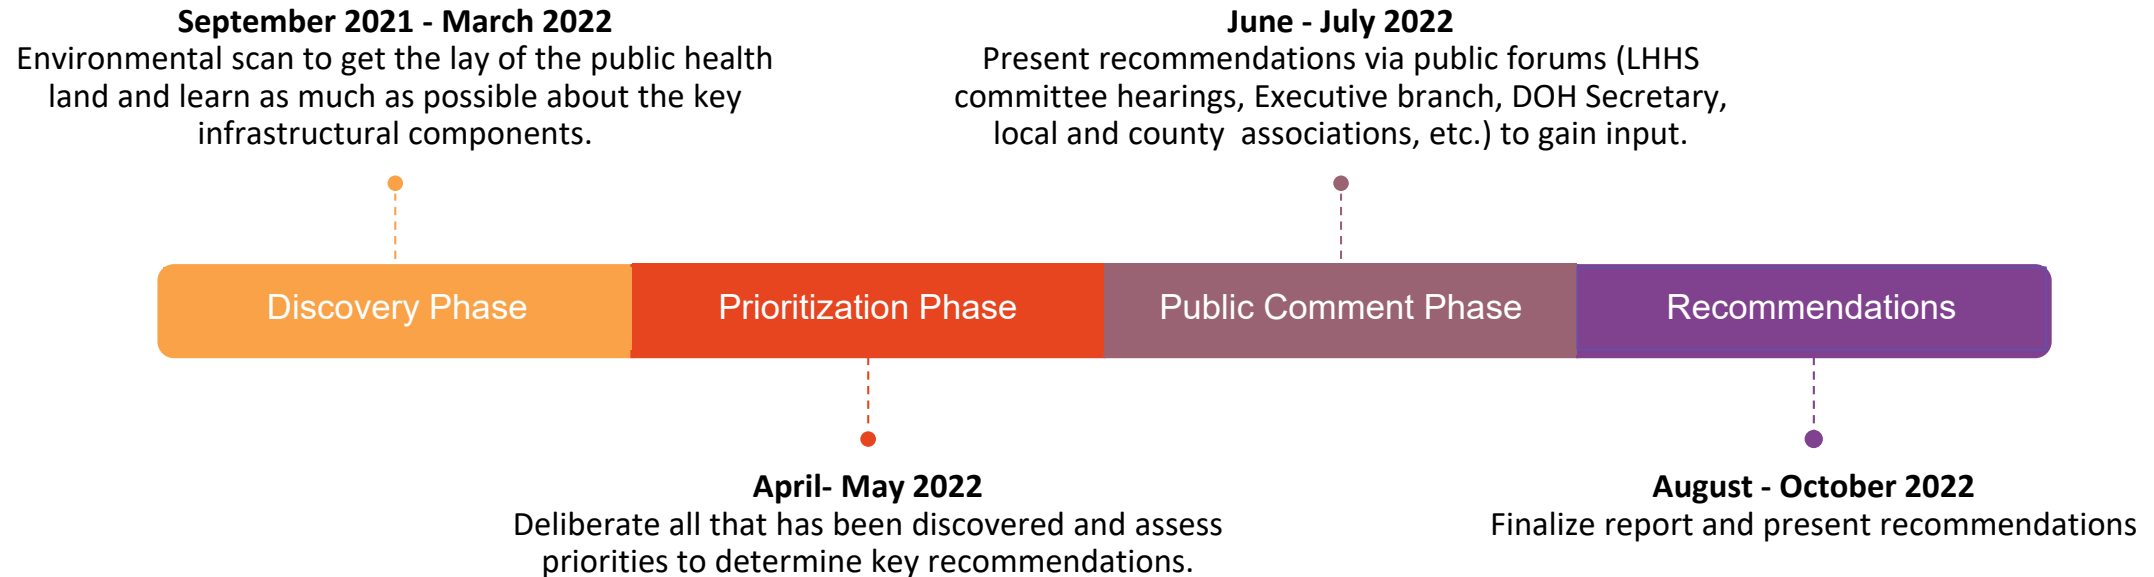 September 2021 - March 2022
Environmental scan to get the lay of the public health
land and learn as much as possible about the key
infrastructural components.
June - July 2022
Present recommendations via public forums (LHHS
committee hearings, Executive branch, DOH Secretary,
local and county  associations, etc.) to gain input.
Discovery Phase
Prioritization Phase
Public Comment Phase
Recommendations
April- May 2022
Deliberate all that has been discovered and assess
priorities to determine key recommendations.
August - October 2022
Finalize report and present recommendations